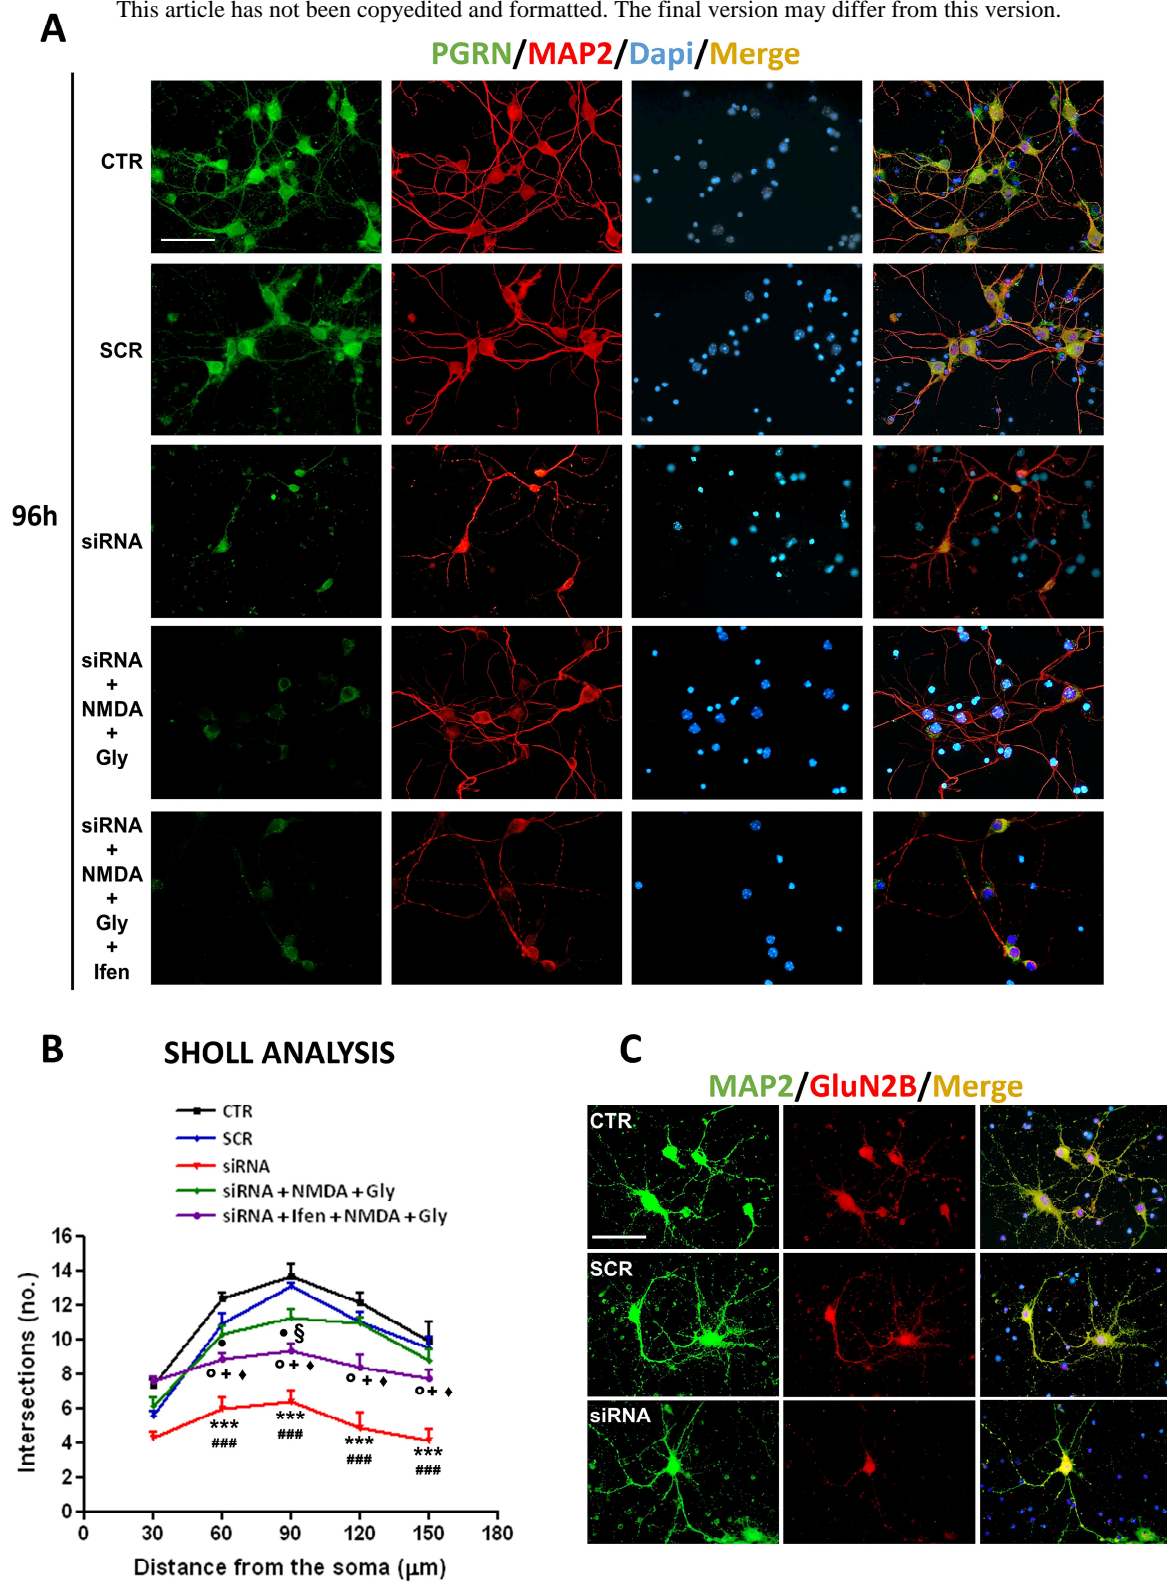 This article has not been copyedited and formatted. The final version may differ from this version.
A
PGRN/MAP2/Dapi/Merge
96h
CTR
SCR
siRNA
siRNA
+
NMDA
+
Gly
siRNA
+
NMDA
+
Gly
+
Ifen
B
SHOLL ANALYSIS
CTR
SCR
siRNA
siRNA + NMDA + Gly
siRNA + Ifen + NMDA + Gly
Intersections (no.)
16
14
12
10
8
6
4
2
0
• §
•
o + ♦
o + ♦
o + ♦
o + ♦
***
###
***
###
***
###
***
###
0 30 60 90 120 150 180
Distance from the soma (µm)
C
MAP2/GluN2B/Merge
CTR
SCR
siRNA